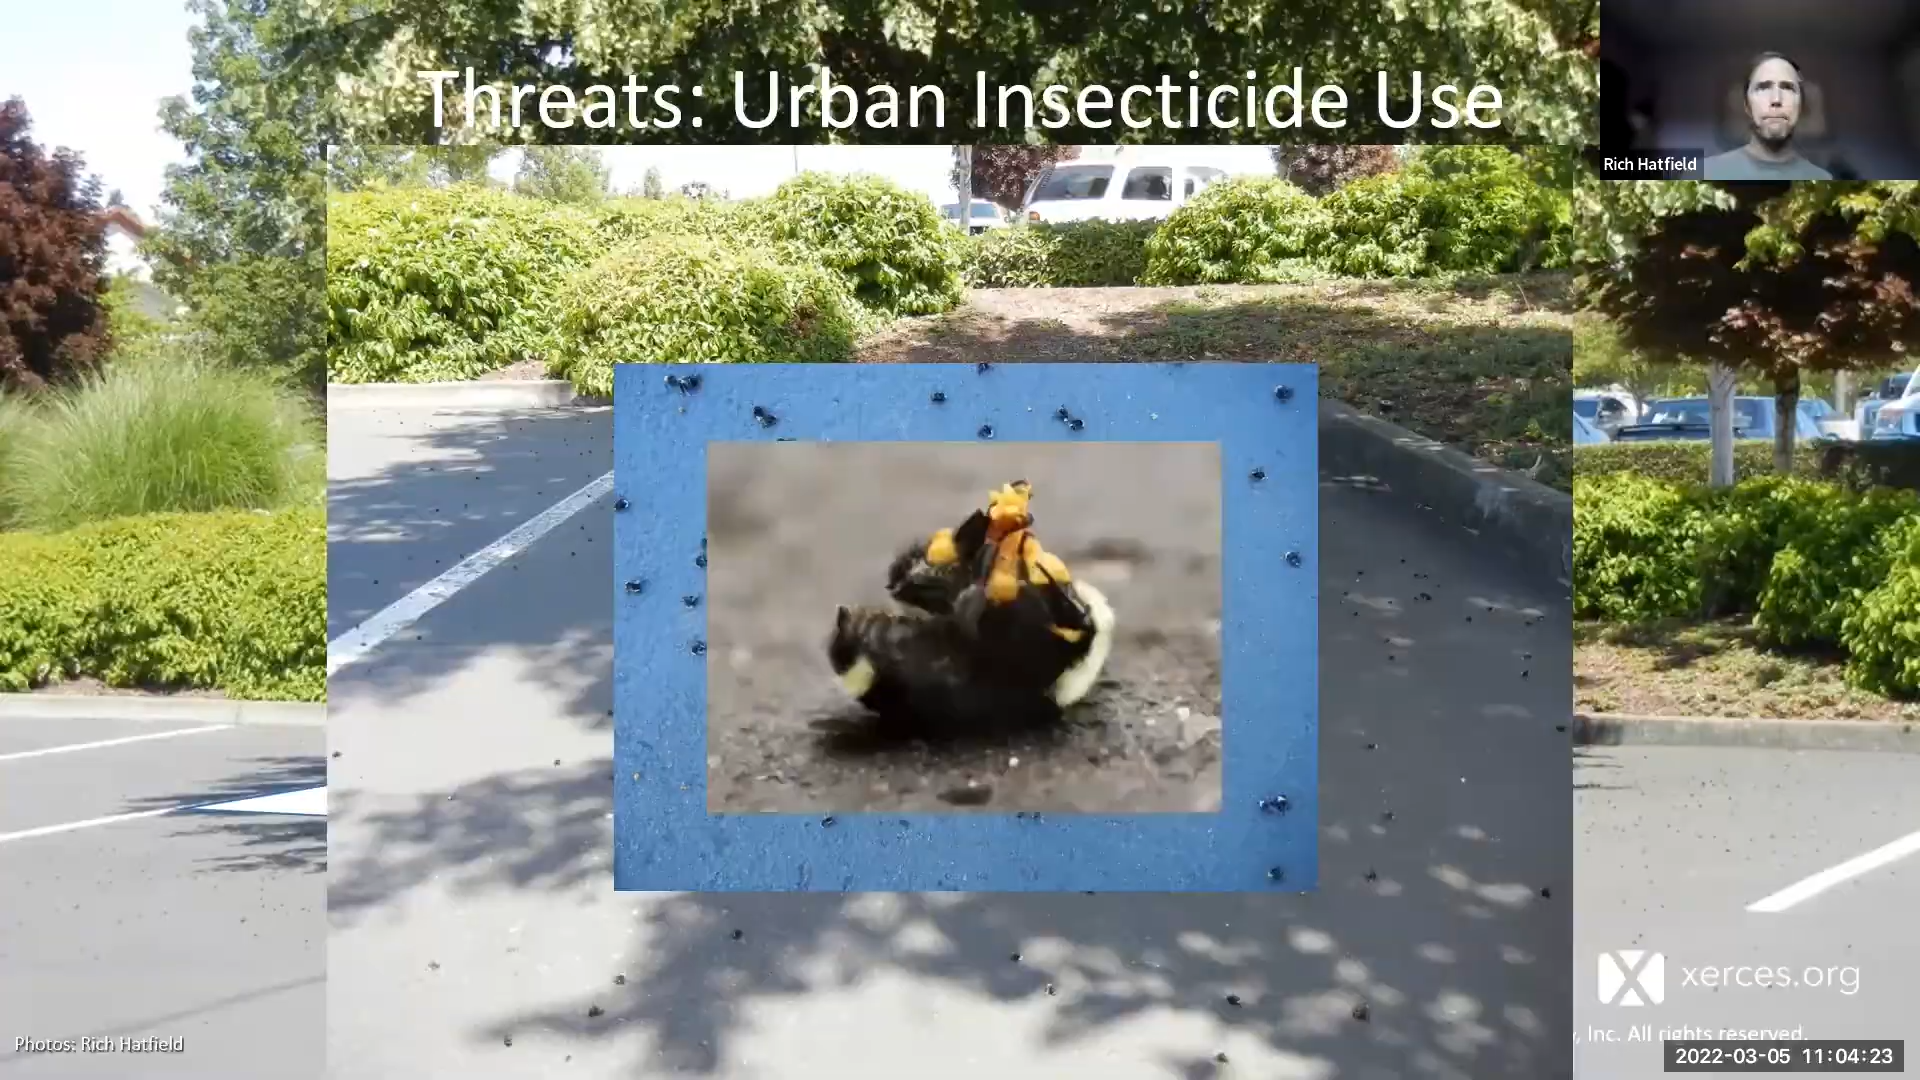 Threats: Urban Insecticide Use
Rich Hatfield
xerces.org
Photos: Rich Hatfield
, Inc. All rights reserved.
2022-03-05 11:04:23